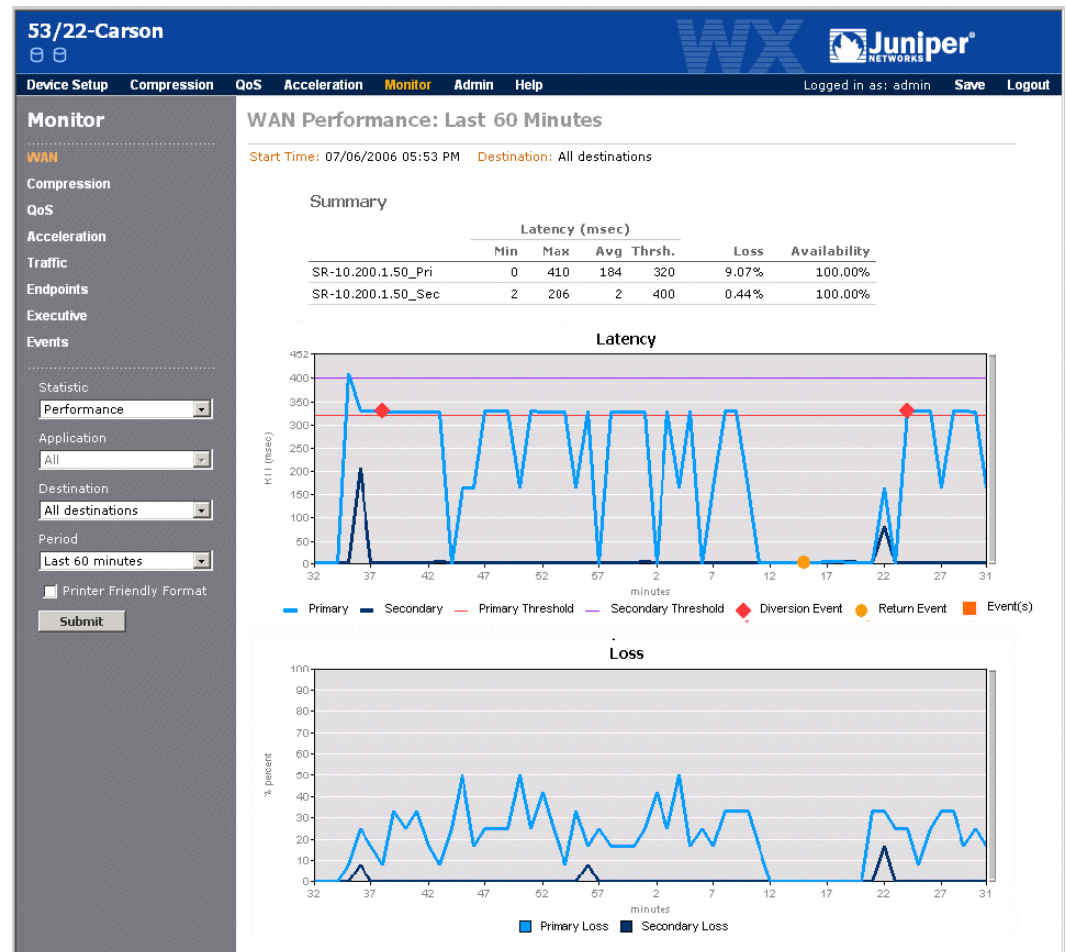 53/22-Carson
WX
Juniper®
NETWORKS
Device Setup Compression QoS Acceleration Monitor Admin Help Logged in as: admin Save Logout
Monitor
WAN
Compression
QoS
Acceleration
Traffic
Endpoints
Executive
Events
Statistic
Performance
Application
All
Destination
All destinations
Period
Last 60 minutes
Printer Friendly Format
Submit
WAN Performance: Last 60 Minutes
Start Time: 07/06/2006 05:53 PM Destination: All destinations
Summary
Latency (msec)
Min Max Avg Thrsh. Loss Availability
SR-10.200.1.50_Pri 0 410 184 320 9.07% 100.00%
SR-10.200.1.50_Sec 2 206 2 400 0.44% 100.00%
Latency
462
400
350
300
250
200
150
100
50
0
RTT (msec)
32 37 42 47 52 57 2 7 12 17 22 27 31
minutes
Primary Secondary Primary Threshold Secondary Threshold Diversion Event Return Event Event(s)
Loss
100
90
80
70
60
50
40
30
20
10
0
% percent
32 37 42 47 52 57 2 7 12 17 22 27 31
minutes
Primary Loss Secondary Loss